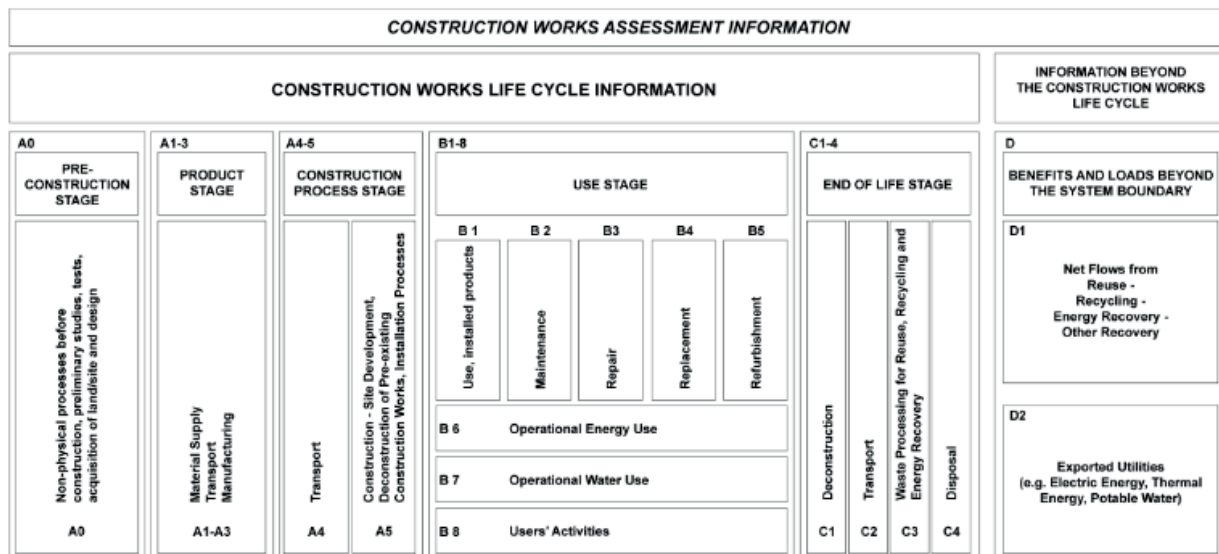 CONSTRUCTION WORKS ASSESSMENT INFORMATION
CONSTRUCTION WORKS LIFE CYCLE INFORMATION
INFORMATION BEYOND
THE CONSTRUCTION WORKS
LIFE CYCLE
A0
PRE-
CONSTRUCTION
STAGE
Non-physical processes before
construction, preliminary studies, tests,
acquisition of land/site and design
A0
A1-3
PRODUCT
STAGE
Material Supply
Transport
Manufacturing
A1-A3
A4-5
CONSTRUCTION
PROCESS STAGE
Transport
A4
Construction - Site Development,
Deconstruction of Pre-existing
Construction Works, Installation Processes
A5
B1-8
USE STAGE
B 1
Use, installed products
B 2
Maintenance
B3
Repair
B4
Replacement
B5
Refurbishment
B 6 Operational Energy Use
B 7 Operational Water Use
B 8 Users' Activities
C1-4
END OF LIFE STAGE
Deconstruction
C1
Transport
C2
Waste Processing for Reuse, Recycling and
Energy Recovery
C3
Disposal
C4
D
BENEFITS AND LOADS BEYOND
THE SYSTEM BOUNDARY
D1
Net Flows from
Reuse -
Recycling -
Energy Recovery -
Other Recovery
D2
Exported Utilities
(e.g. Electric Energy, Thermal
Energy, Potable Water)